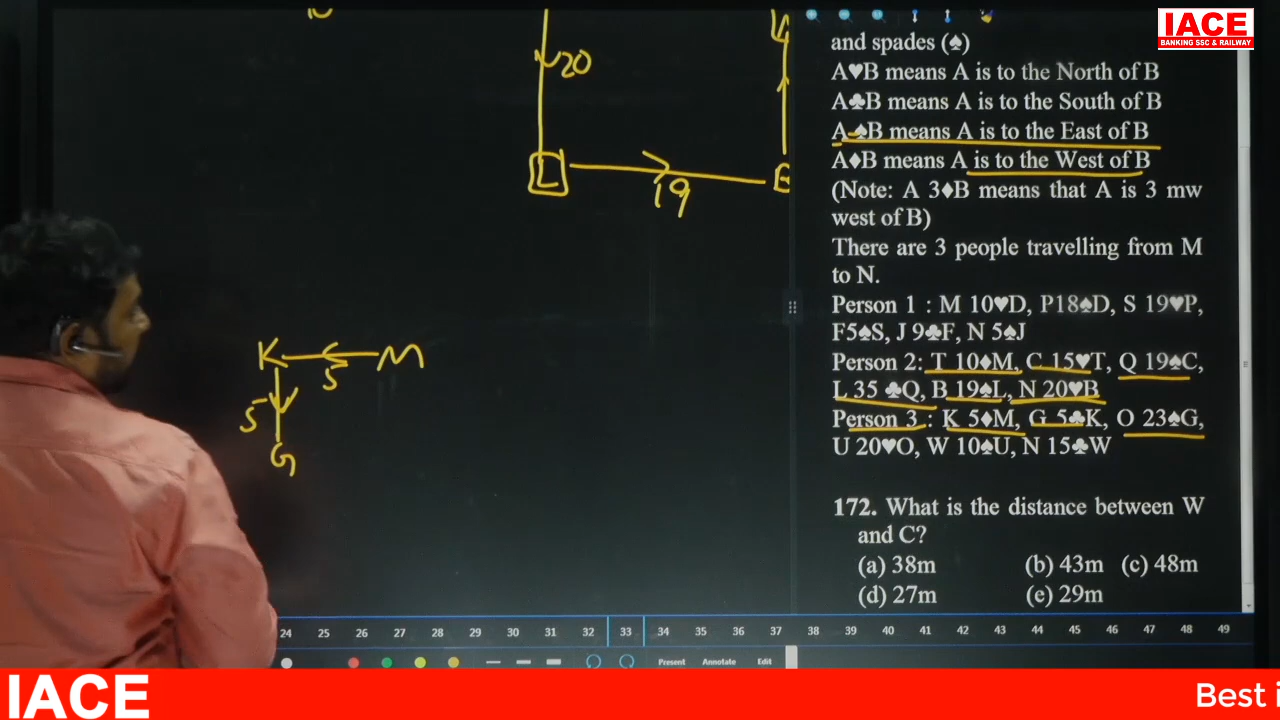 IACE
BANKING SSC & RAILWAY
20
19
L
and spades (♠)
A♥B means A is to the North of B
A♣B means A is to the South of B
A♠B means A is to the East of B
A♦B means A is to the West of B
(Note: A 3♦B means that A is 3 mw
west of B)
There are 3 people travelling from M
to N.
Person 1 : M 10♥D, P18♠D, S 19♥P,
F5♠S, J 9♣F, N 5♠J
Person 2: T 10♦M, C 15♥T, Q 19♠C,
L 35 ♣Q, B 19♠L, N 20♥B
Person 3 : K 5♦M, G 5♣K, O 23♠G,
U 20♥O, W 10♠U, N 15♣W
172. What is the distance between W
and C?
(a) 38m (b) 43m (c) 48m
(d) 27m (e) 29m
K M
5
5
G
24 25 26 27 28 29 30 31 32 33 34 35 36 37 38 39 40 41 42 43 44 45 46 47 48 49
Present Annotate Edit
IACE
Best